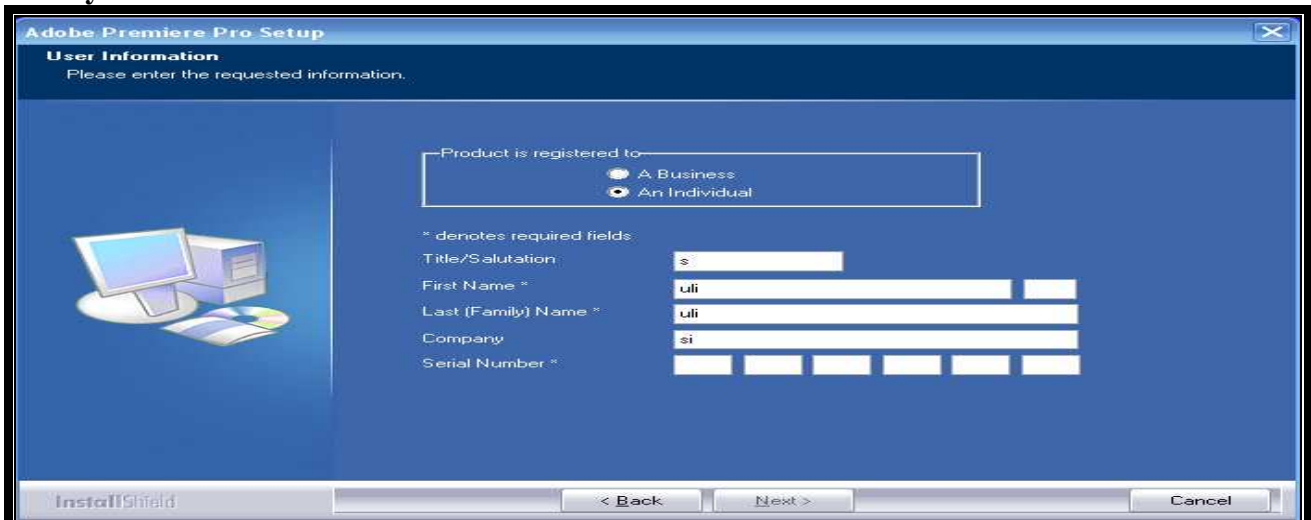 Adobe Premiere Pro Setup
User Information
Please enter the requested information.
Product is registered to
A Business
An Individual
* denotes required fields
Title/Salutation s
First Name * uli
Last (Family) Name * uli
Company si
Serial Number *
InstallShield
< Back Next > Cancel